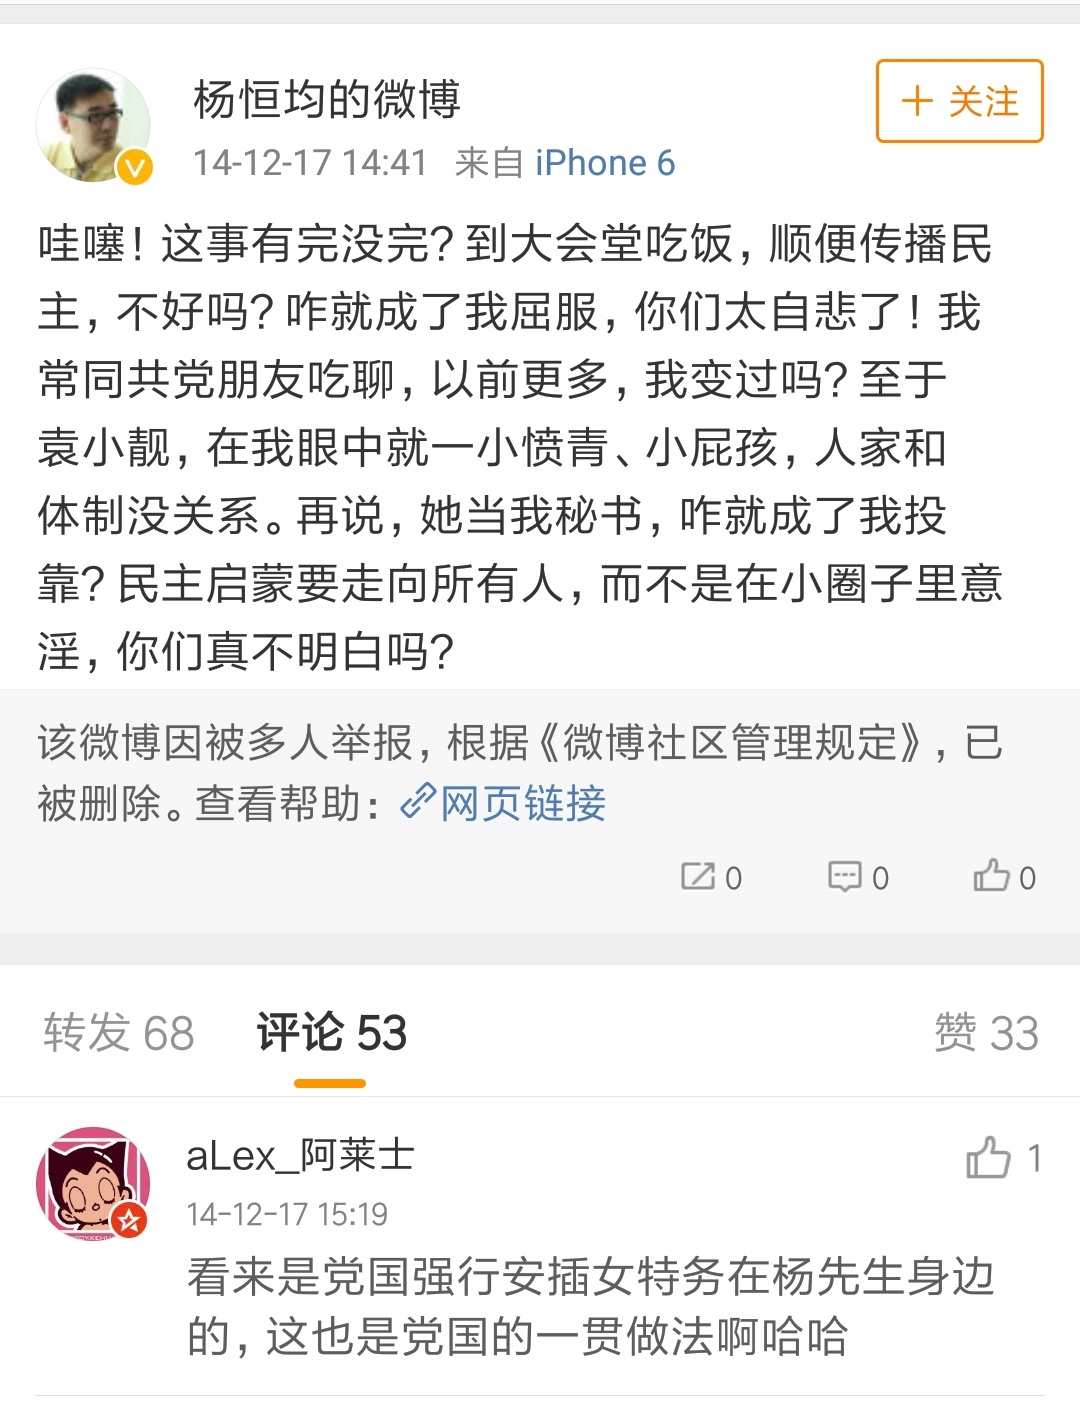 杨恒均的微博
+ 关注
14-12-17 14:41 来自 iPhone 6
哇噻！这事有完没完？到大会堂吃饭，顺便传播民
主，不好吗？咋就成了我屈服，你们太自悲了！我
常同共党朋友吃聊，以前更多，我变过吗？至于
袁小靓，在我眼中就一小愤青、小屁孩，人家和
体制没关系。再说，她当我秘书，咋就成了我投
靠？民主启蒙要走向所有人，而不是在小圈子里意
淫，你们真不明白吗？
该微博因被多人举报，根据《微博社区管理规定》，已
被删除。查看帮助：网页链接
0 0 0
转发 68 评论 53 赞 33
aLex_阿莱士 1
14-12-17 15:19
看来是党国强行安插女特务在杨先生身边
的，这也是党国的一贯做法啊哈哈